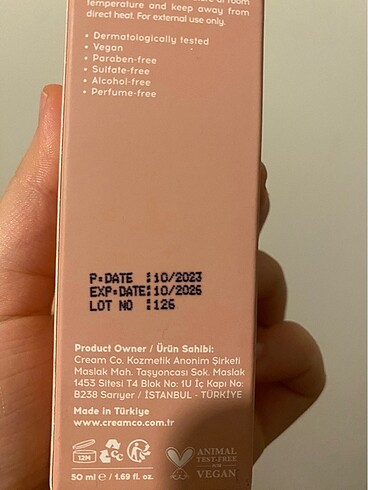 temperature and keep away from
direct heat. For external use only.
• Dermatologically tested
• Vegan
• Paraben-free
• Sulfate-free
• Alcohol-free
• Perfume-free
P.DATE :10/2023
EXP.DATE:10/2026
LOT NO :126
Product Owner / Ürün Sahibi:
Cream Co. Kozmetik Anonim Şirketi
Maslak Mah. Taşyoncası Sok. Maslak
1453 Sitesi T4 Blok No: 1U İç Kapı No:
B238 Sarıyer / İSTANBUL - TÜRKİYE
Made in Türkiye
www.creamco.com.tr
12M
ANIMAL
TEST-FREE
VEGAN
50 ml e / 1.69 fl. oz.